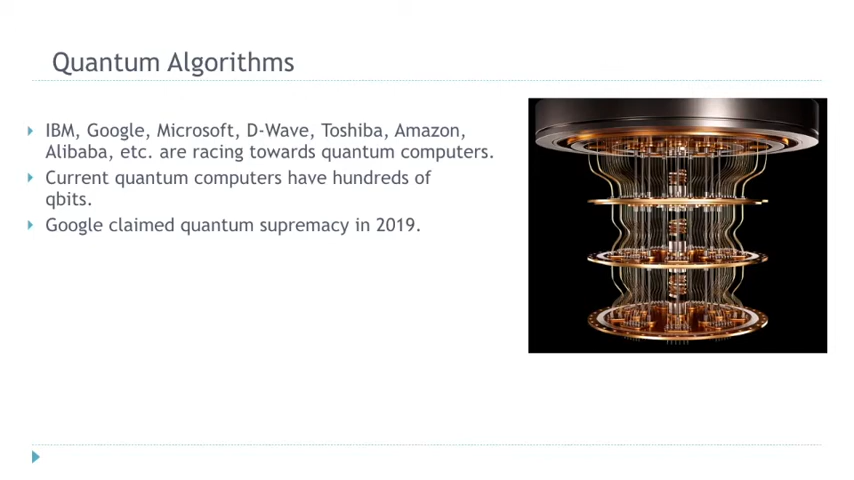 Quantum Algorithms
IBM, Google, Microsoft, D-Wave, Toshiba, Amazon,
Alibaba, etc. are racing towards quantum computers.
Current quantum computers have hundreds of
qbits.
Google claimed quantum supremacy in 2019.